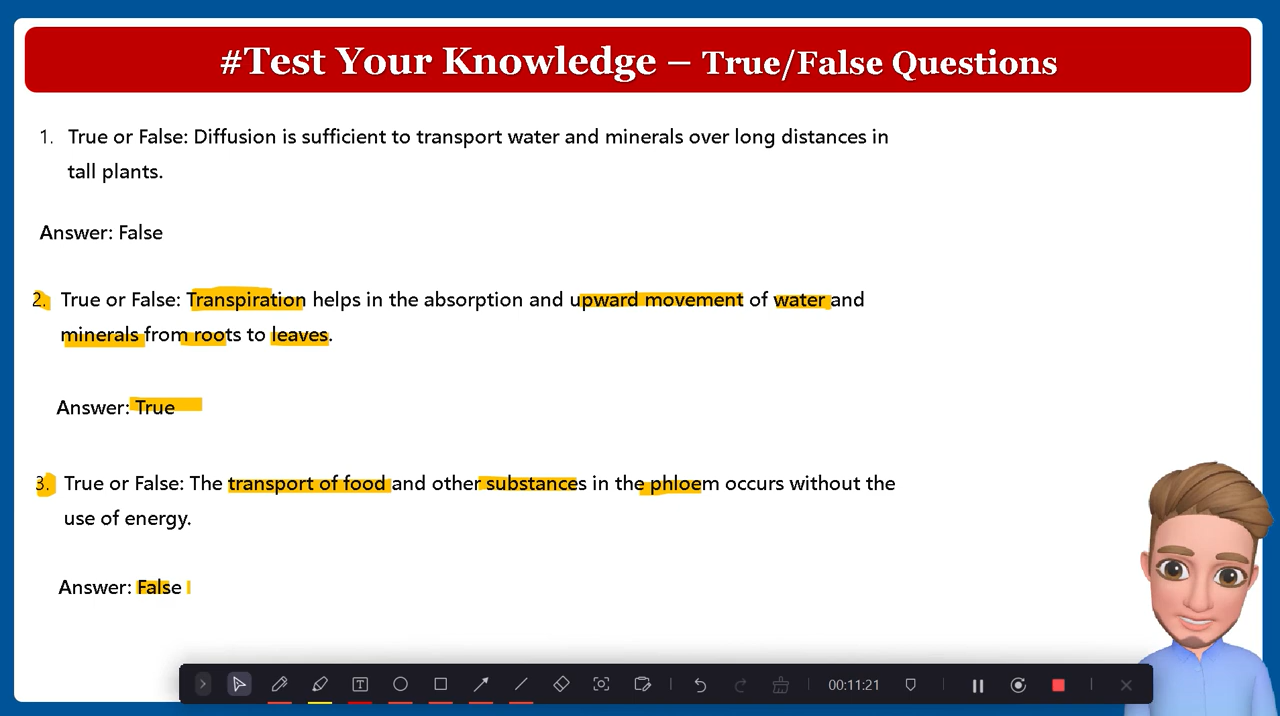 #Test Your Knowledge – True/False Questions
1. True or False: Diffusion is sufficient to transport water and minerals over long distances in
tall plants.
Answer: False
2. True or False: Transpiration helps in the absorption and upward movement of water and
minerals from roots to leaves.
Answer: True
3. True or False: The transport of food and other substances in the phloem occurs without the
use of energy.
Answer: False
T 00:11:21